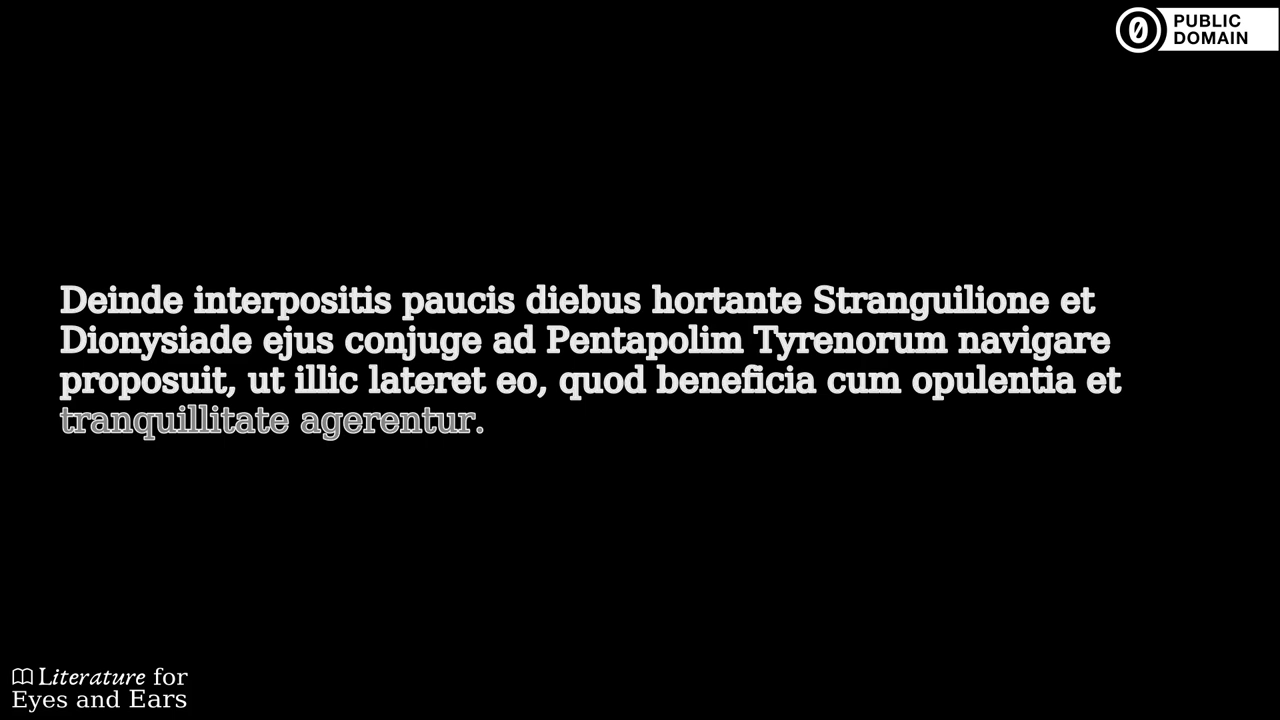 PUBLIC
DOMAIN
Deinde interpositis paucis diebus hortante Stranguilione et
Dionysiade ejus conjuge ad Pentapolim Tyrenorum navigare
proposuit, ut illic lateret eo, quod beneficia cum opulentia et
tranquillitate agerentur.
Literature for
Eyes and Ears